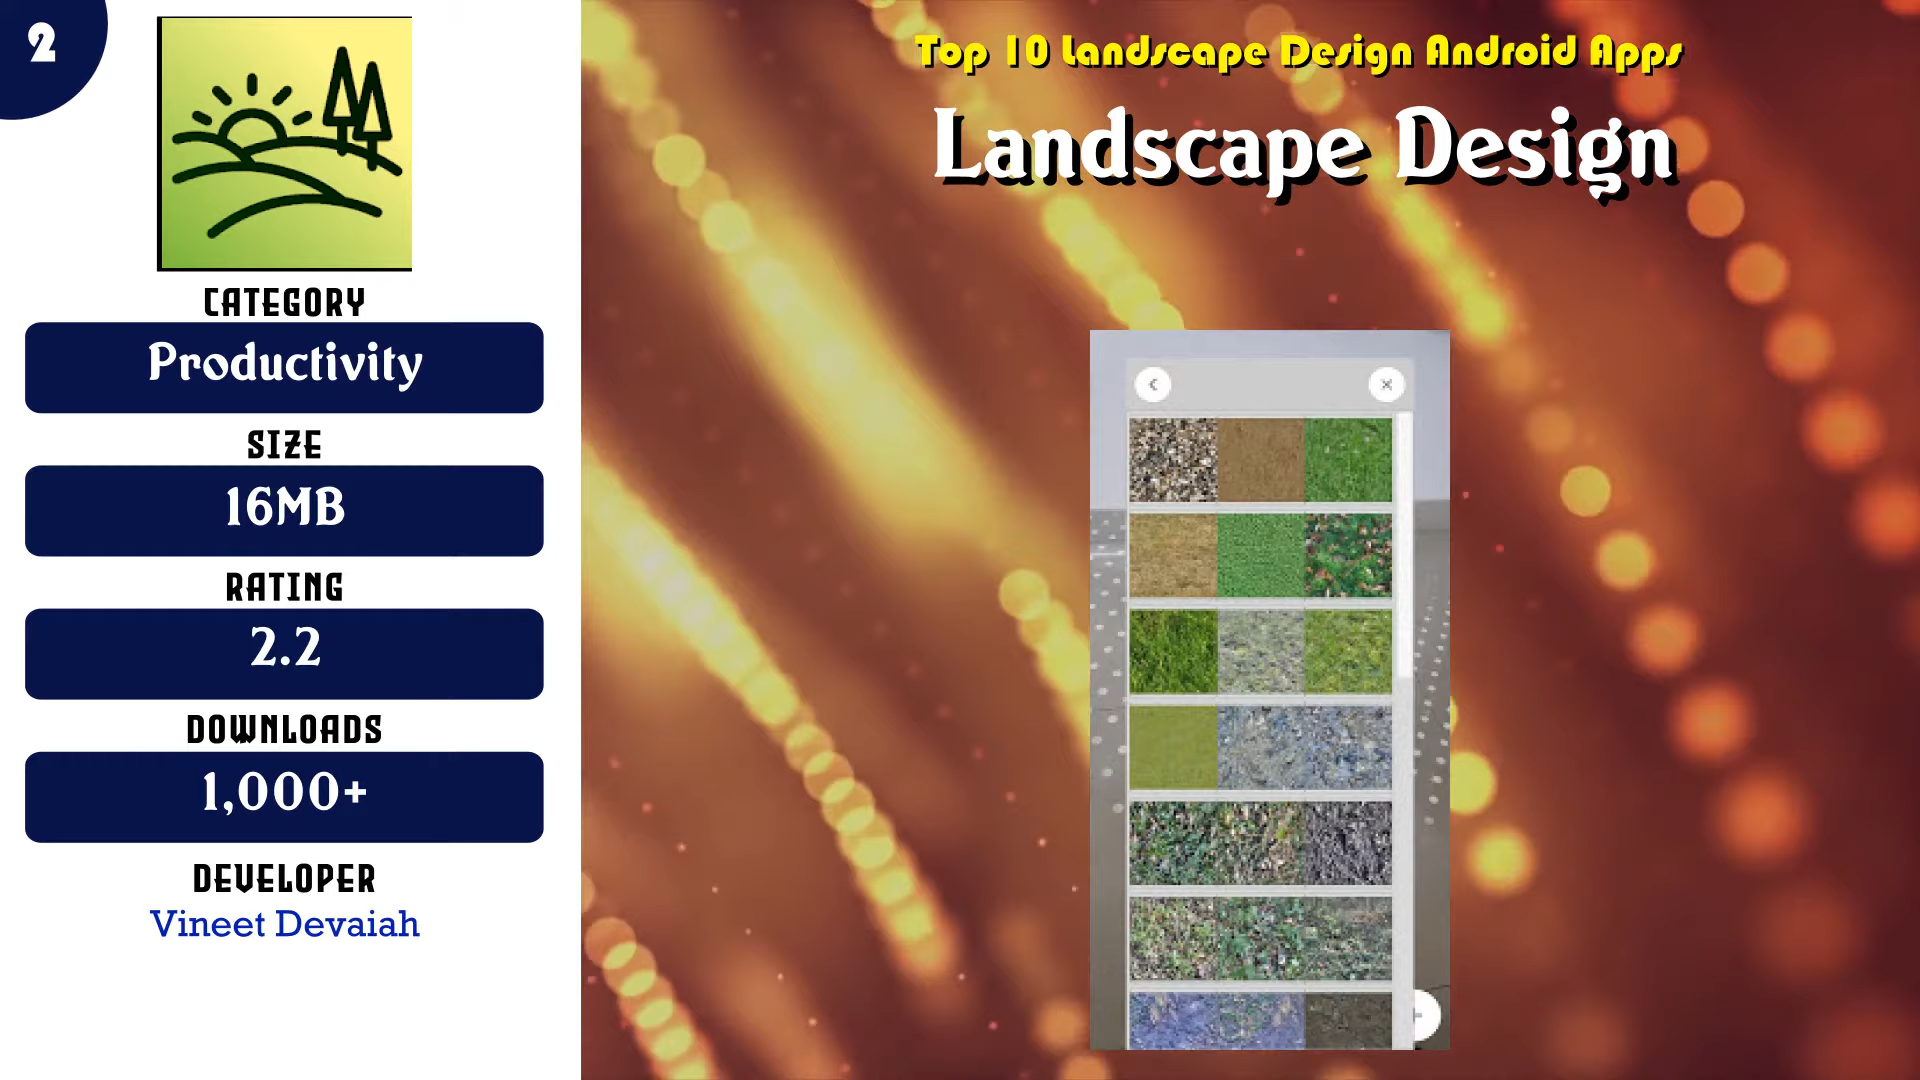 2
CATEGORY
Productivity
SIZE
16MB
RATING
2.2
DOWNLOADS
1,000+
DEVELOPER
Vineet Devaiah
Top 10 Landscape Design Android Apps
Landscape Design